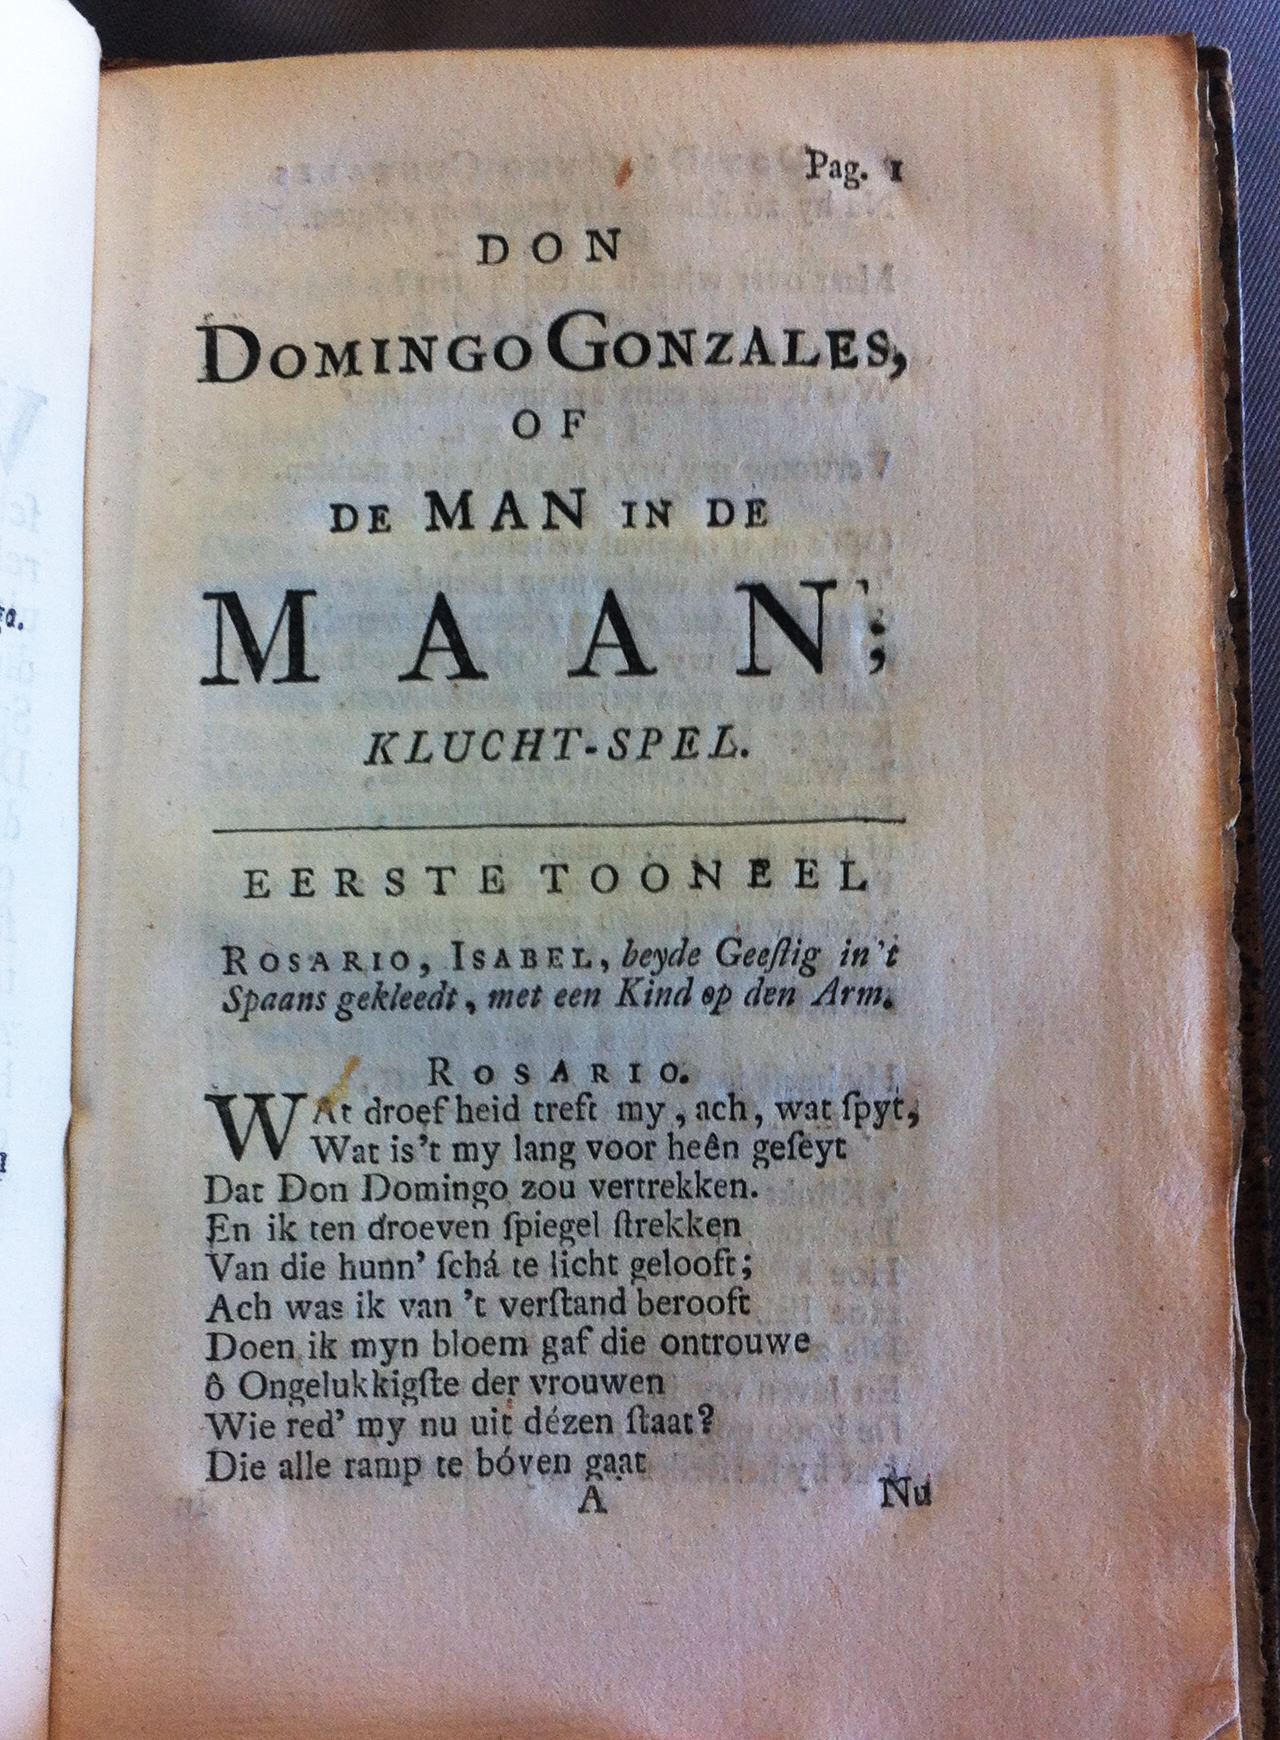 Pag. 1
DON
DOMINGO GONZALES,
OF
DE MAN IN DE
MAAN;
KLUCHT-SPEL.
EERSTE TOONEEL
ROSARIO, ISABEL, beyde Geeſtig in 't
Spaans gekleedt, met een Kind op den Arm.
ROSARIO.
WAt droef heid treft my, ach, wat ſpyt,
Wat is 't my lang voor heên geſeyt
Dat Don Domingo zou vertrekken.
En ik ten droeven ſpiegel ſtrekken
Van die hunn' ſchá te licht gelooft;
Ach was ik van 't verſtand berooft
Doen ik myn bloem gaf die ontrouwe
ô Ongelukkigſte der vrouwen
Wie red' my nu uit dézen ſtaat?
Die alle ramp te bóven gaat
A
Nu